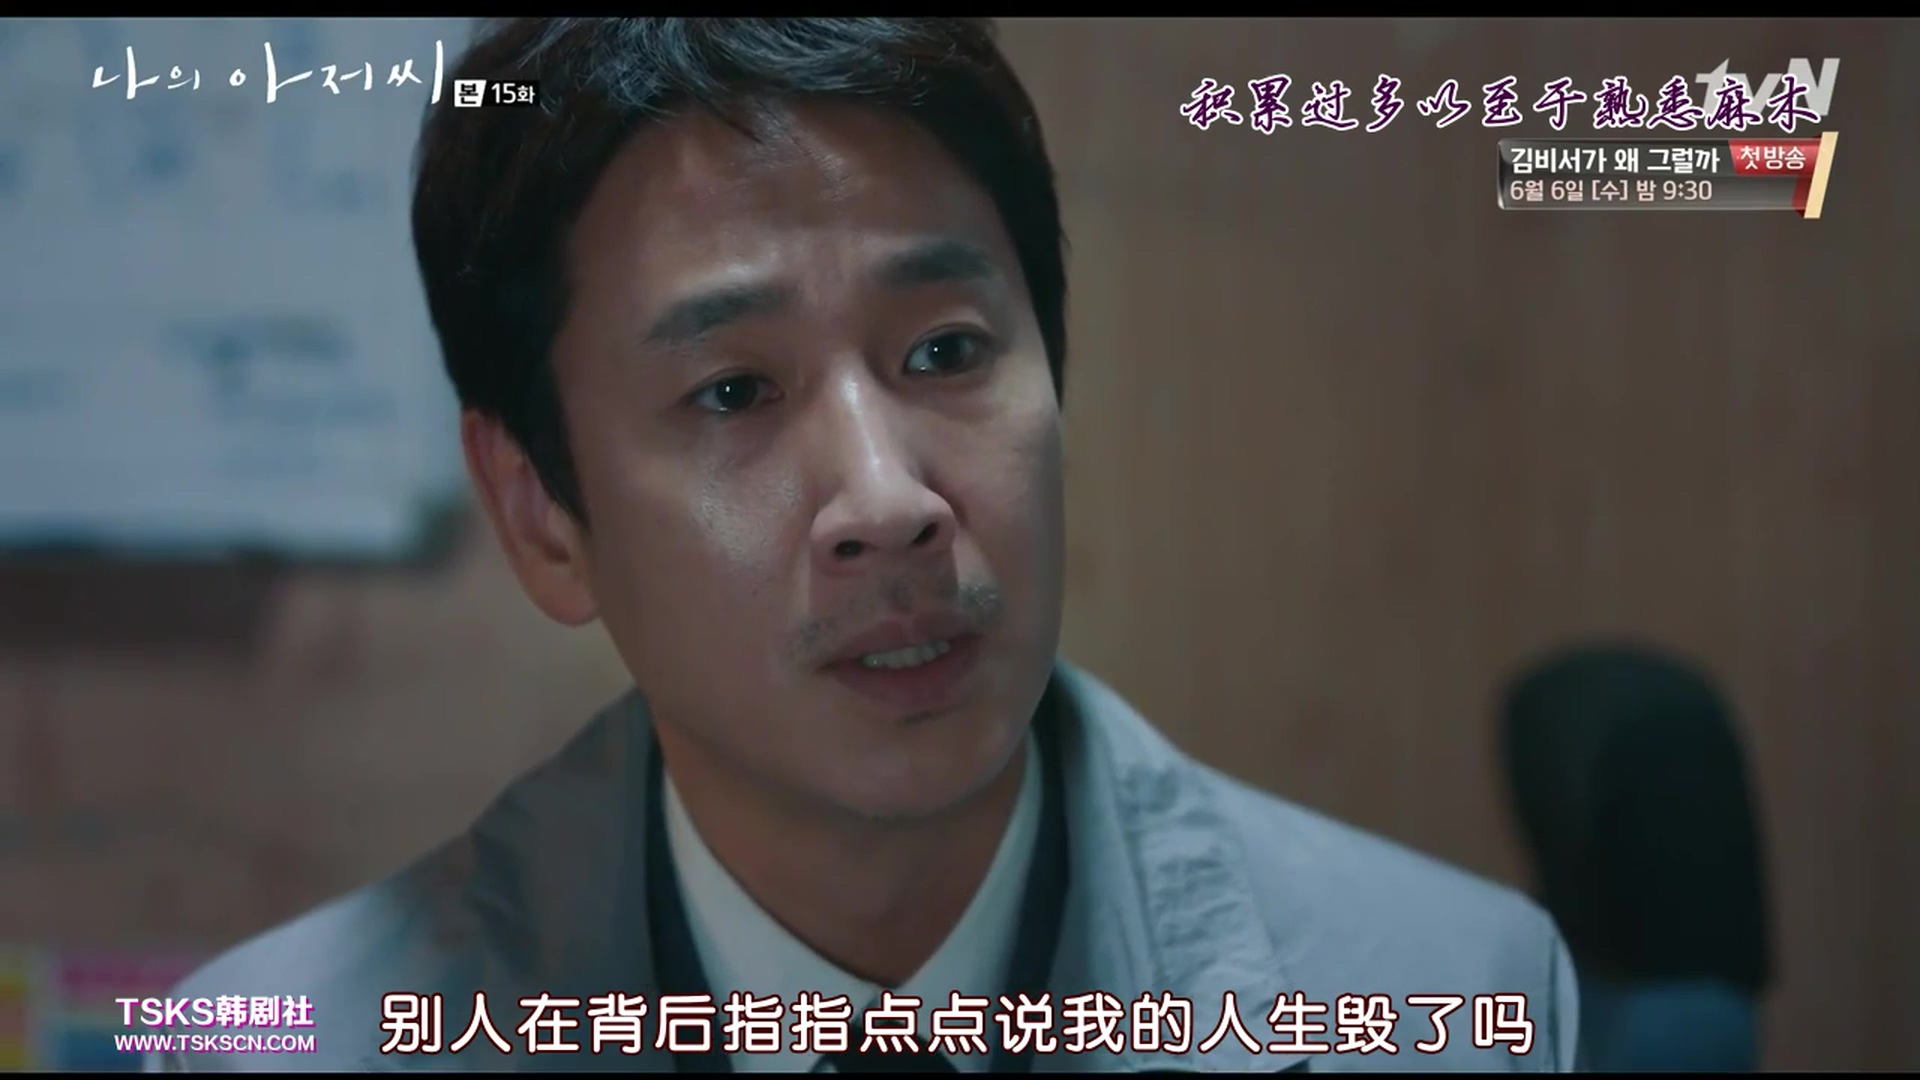 나의 아저씨
본 15화
tvN
积累过多以至于熟悉麻木
김비서가 왜 그럴까 첫방송
6월 6일 [수] 밤 9:30
TSKS韩剧社
WWW.TSKSCN.COM
别人在背后指指点点说我的人生毁了吗